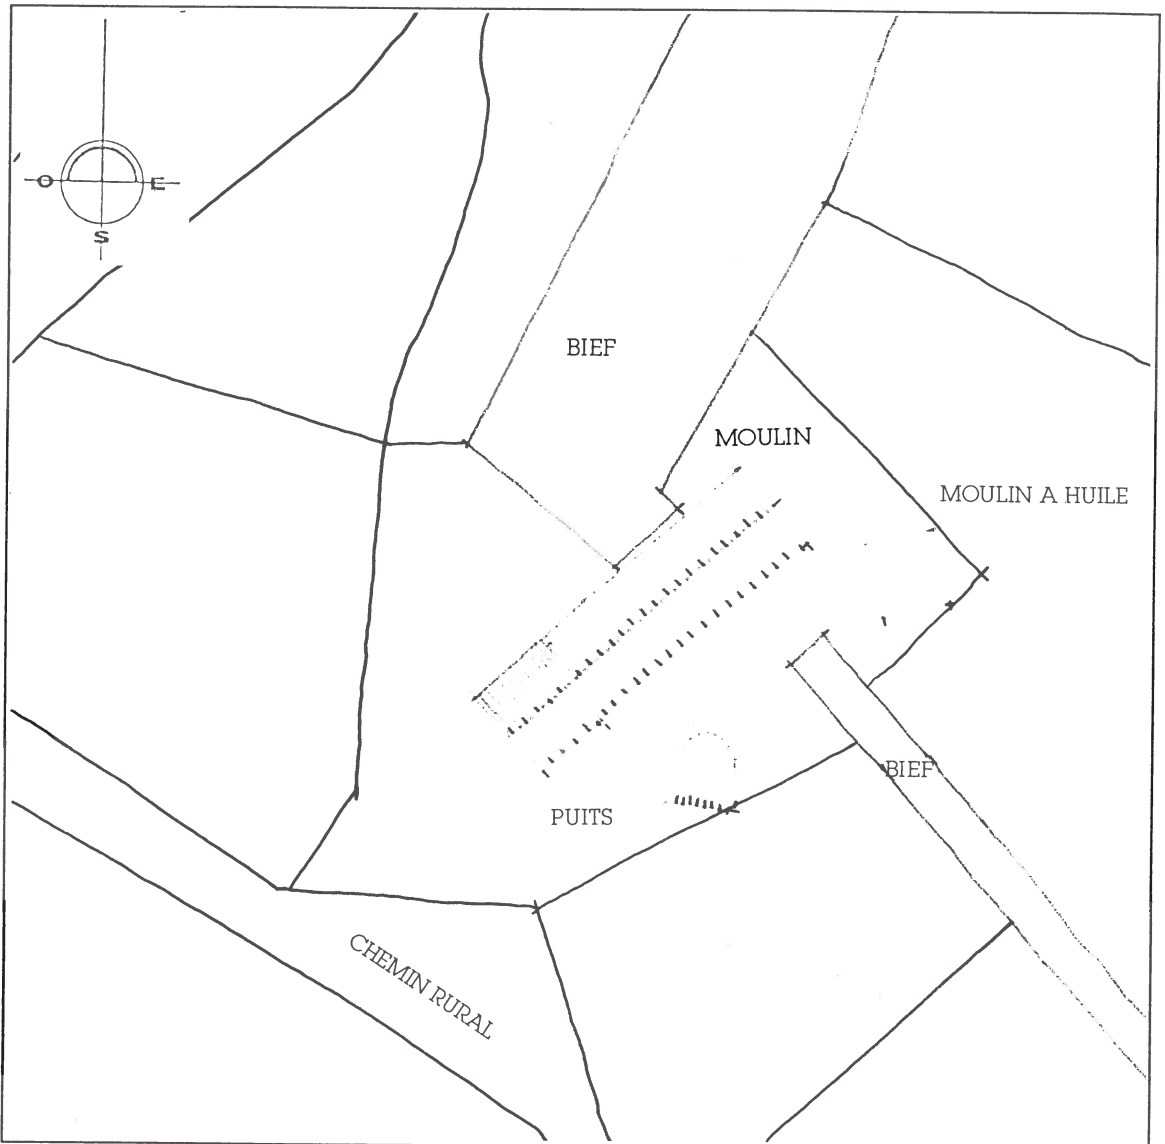 O E
S
BIEF
MOULIN
MOULIN A HUILE
BIEF
PUITS
CHEMIN RURAL